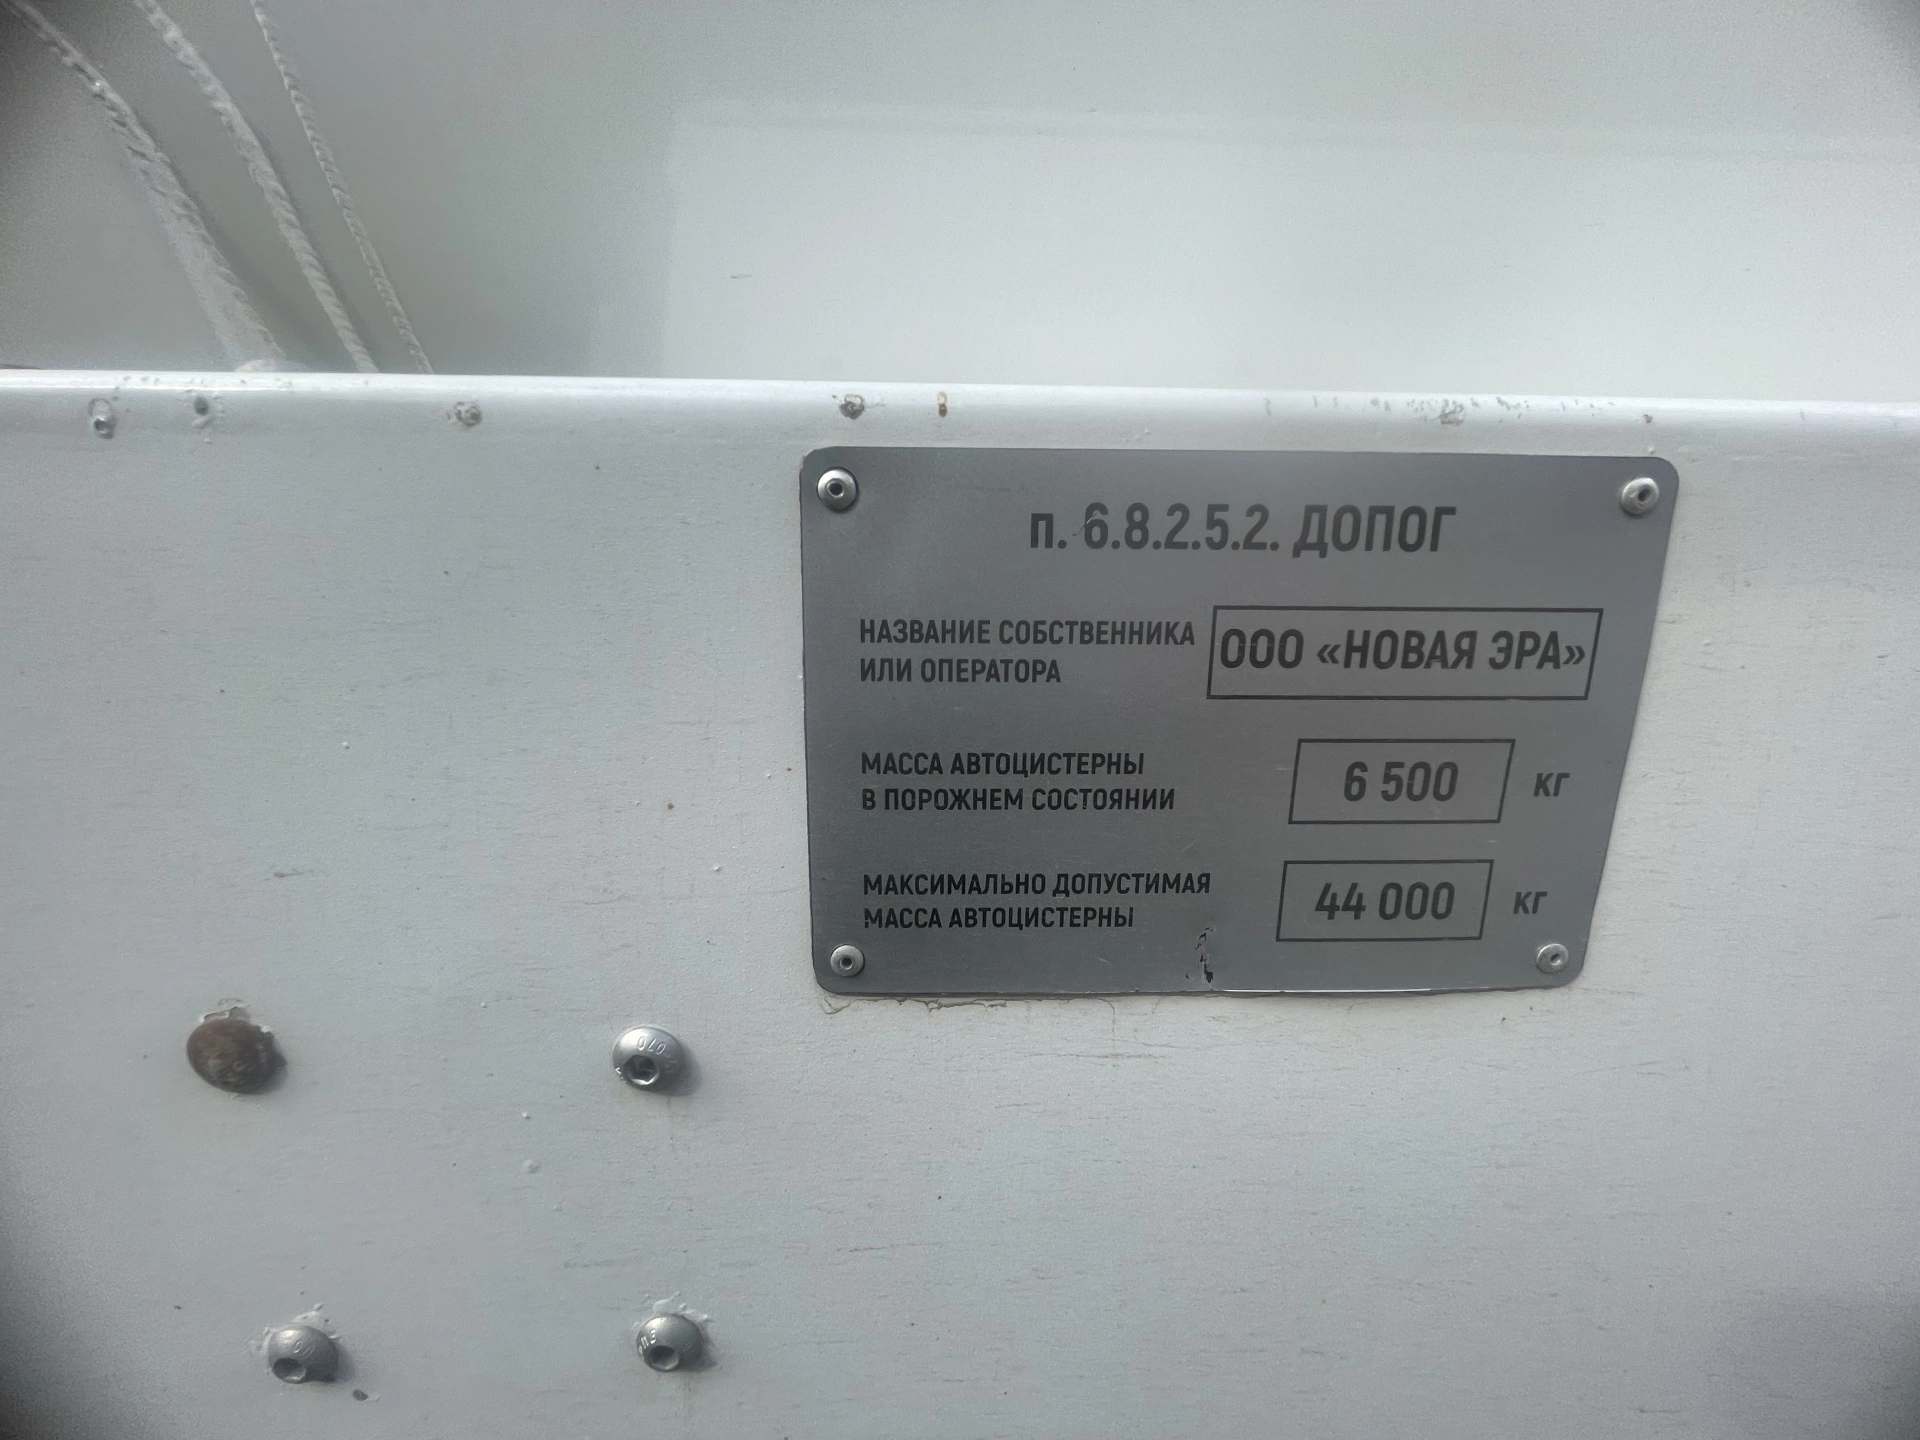 п. 6.8.2.5.2. ДОПОГ
НАЗВАНИЕ СОБСТВЕННИКА
ИЛИ ОПЕРАТОРА
ООО «НОВАЯ ЭРА»
МАССА АВТОЦИСТЕРНЫ
В ПОРОЖНЕМ СОСТОЯНИИ
6 500 кг
МАКСИМАЛЬНО ДОПУСТИМАЯ
МАССА АВТОЦИСТЕРНЫ
44 000 кг